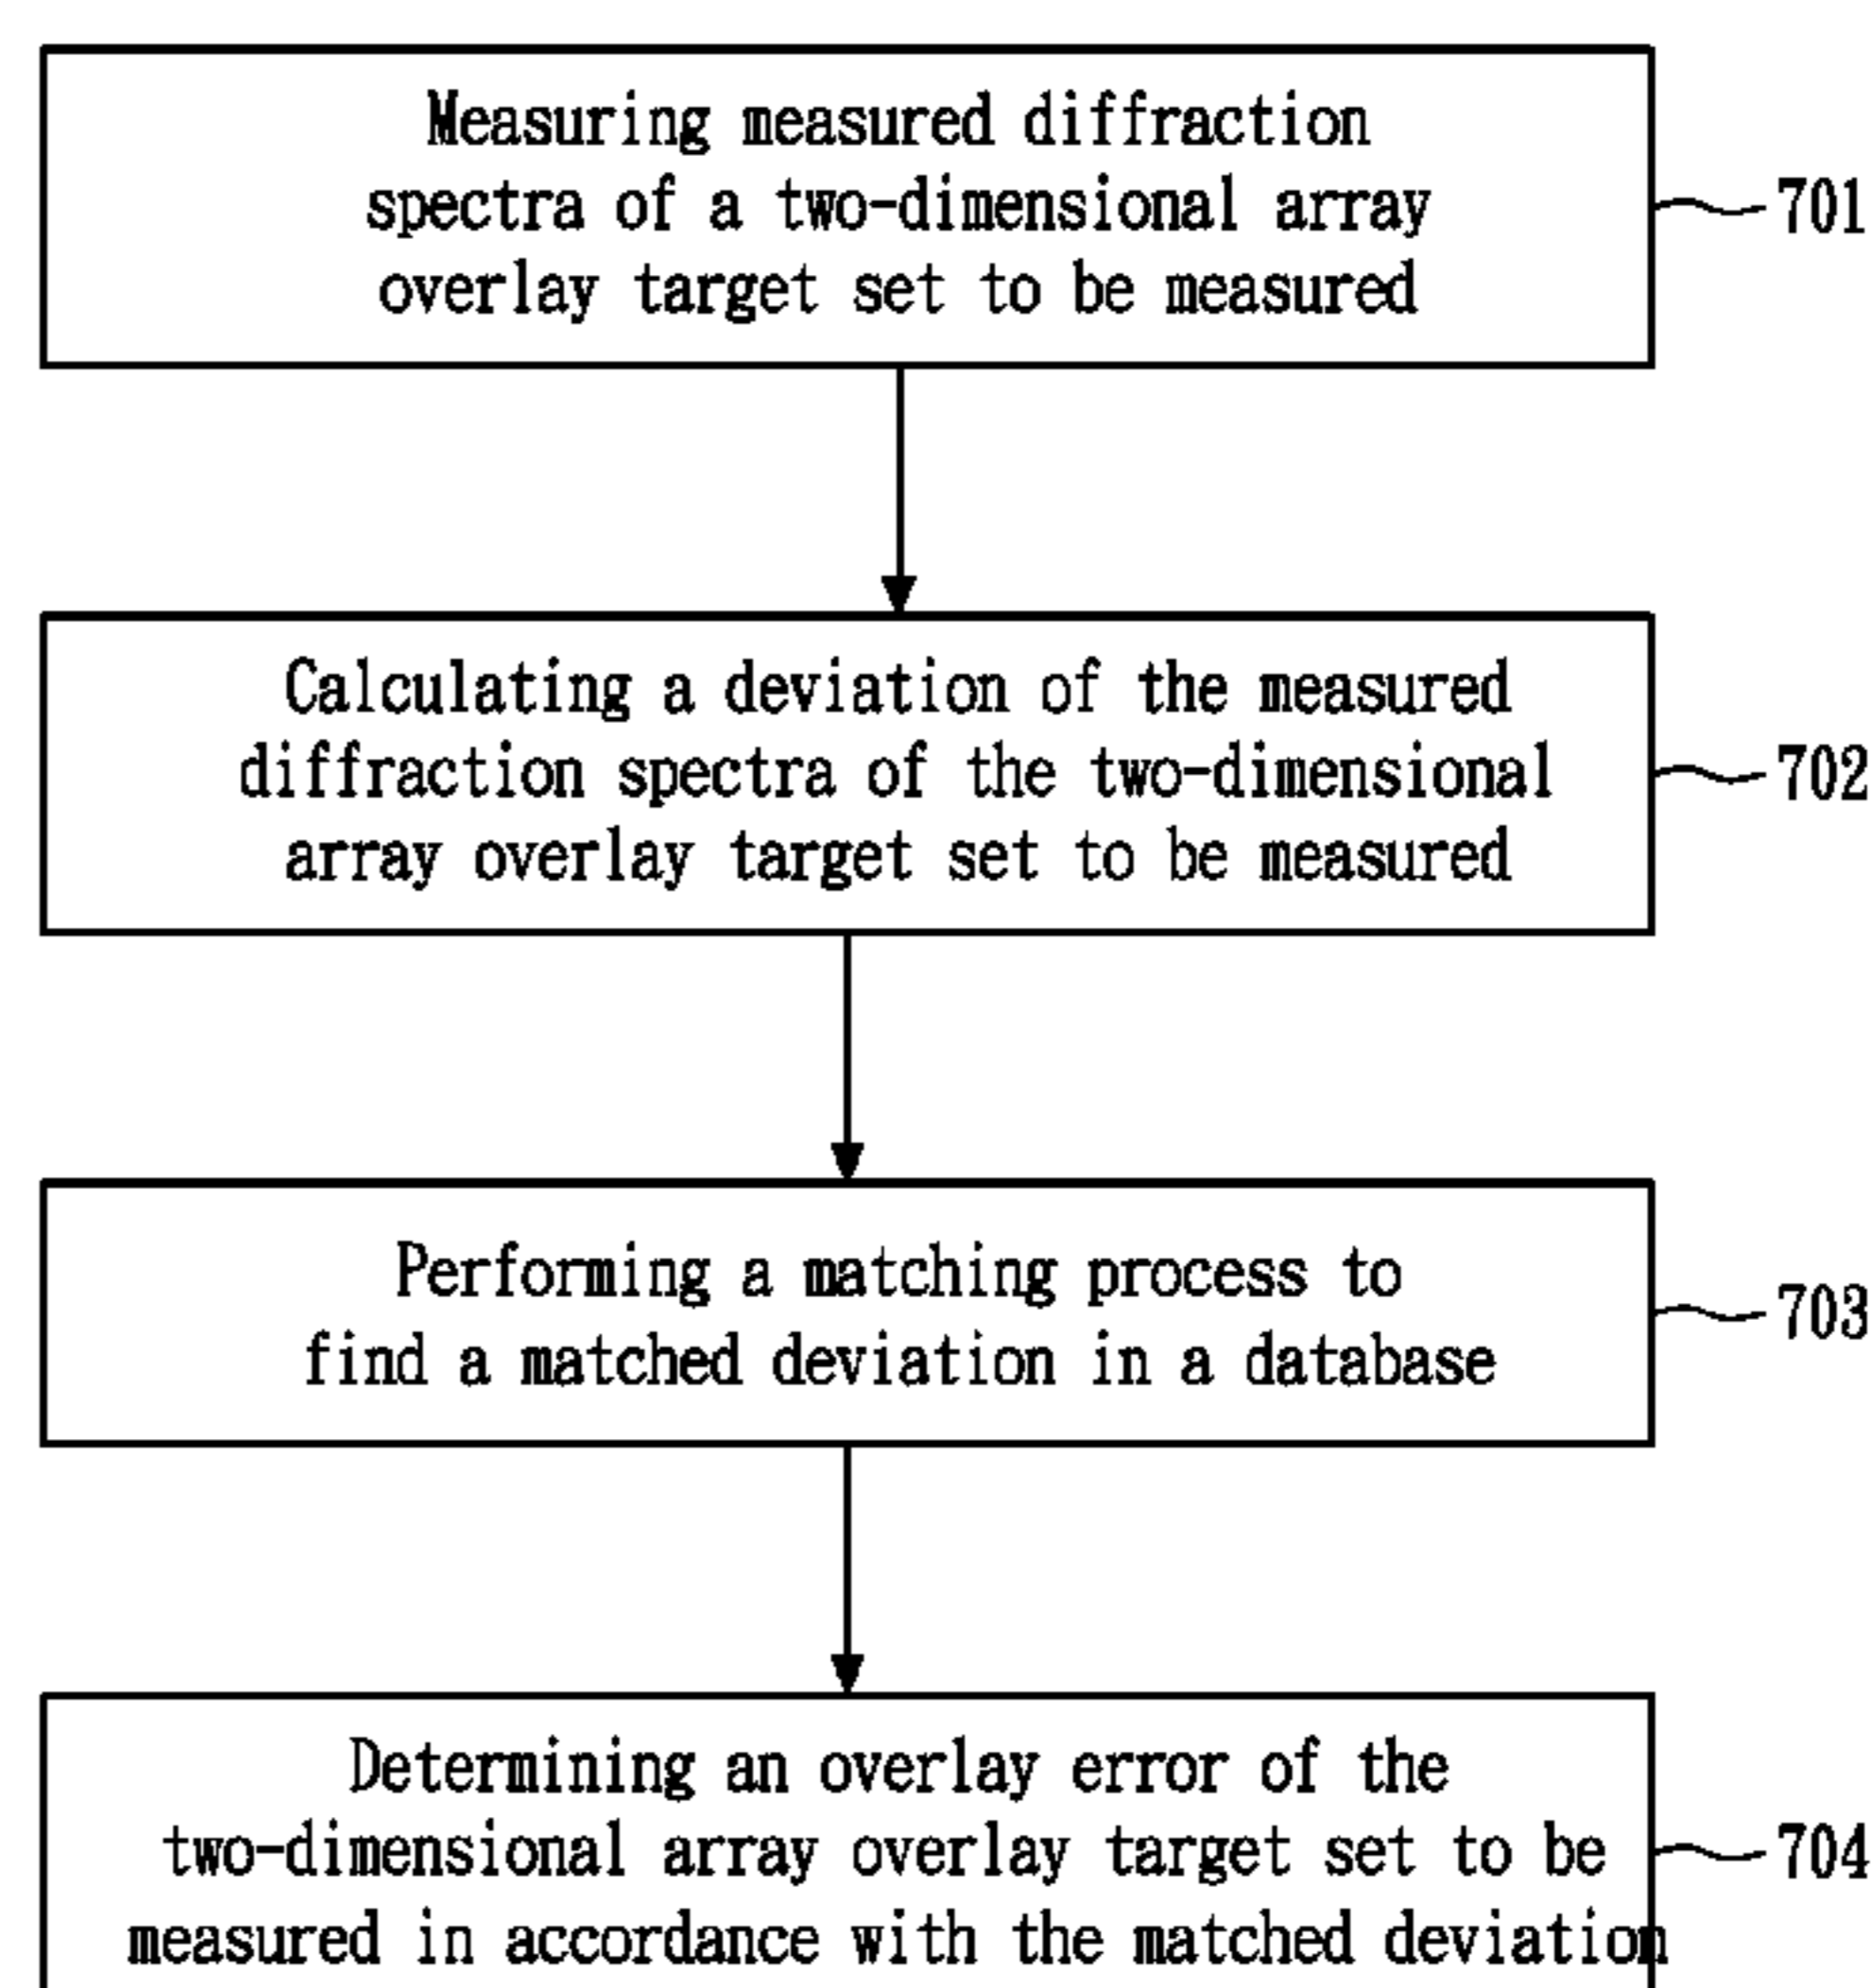 Measuring measured diffraction
spectra of a two-dimensional array
overlay target set to be measured
701
Calculating a deviation of the measured
diffraction spectra of the two-dimensional
array overlay target set to be measured
702
Performing a matching process to
find a matched deviation in a database
703
Determining an overlay error of the
two-dimensional array overlay target set to be
measured in accordance with the matched deviation
704